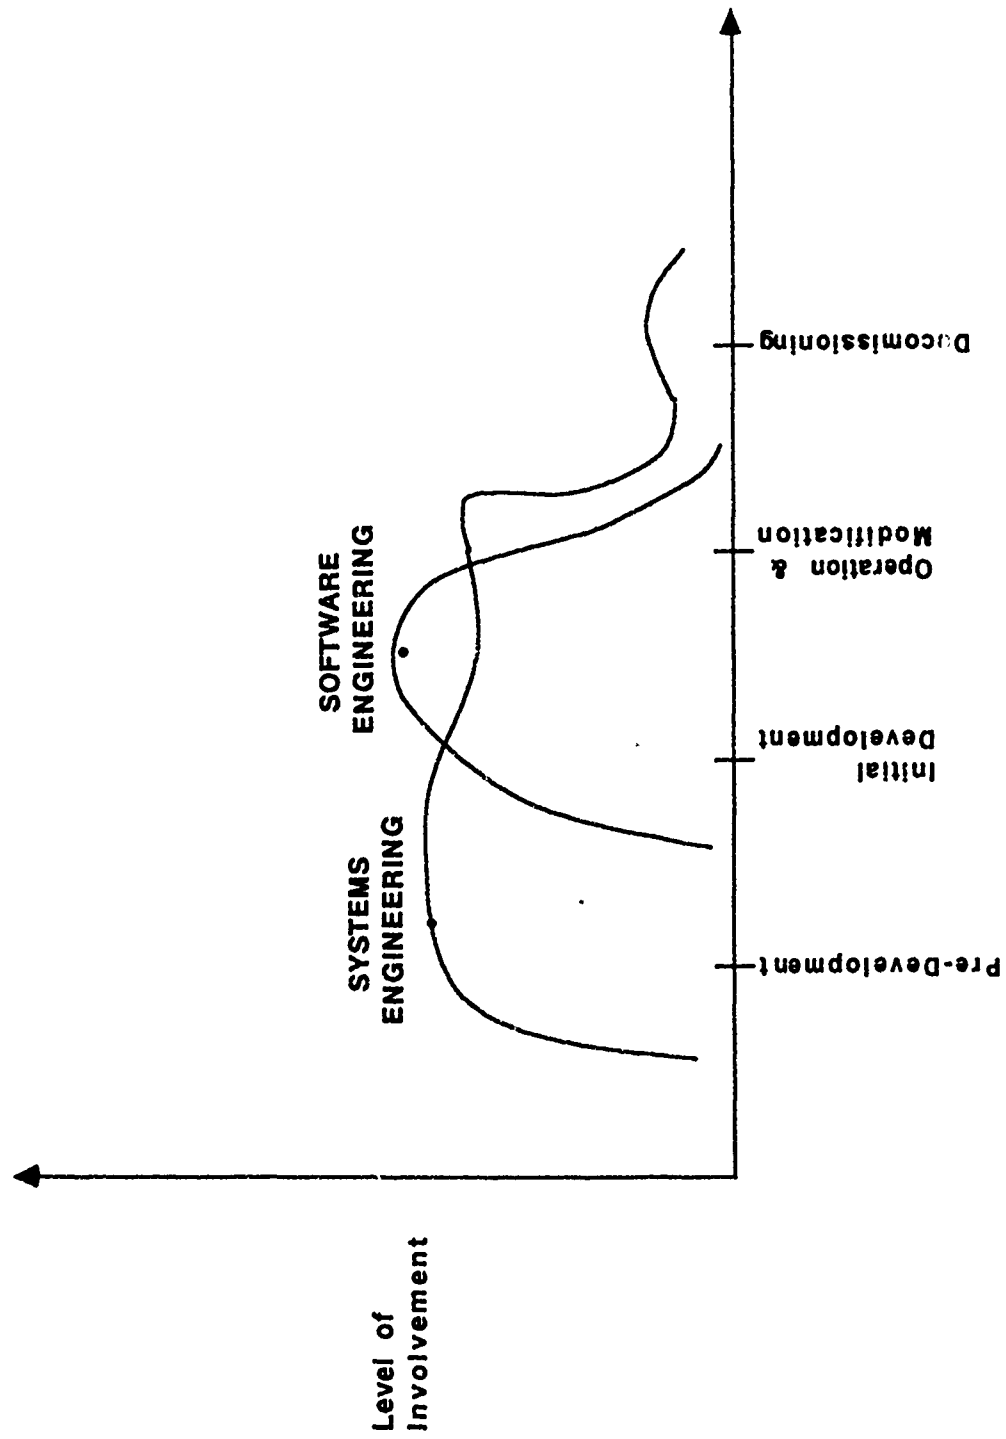 Level of
Involvement
SYSTEMS
ENGINEERING
SOFTWARE
ENGINEERING
Pre-Development
Initial
Development
Operation &
Modification